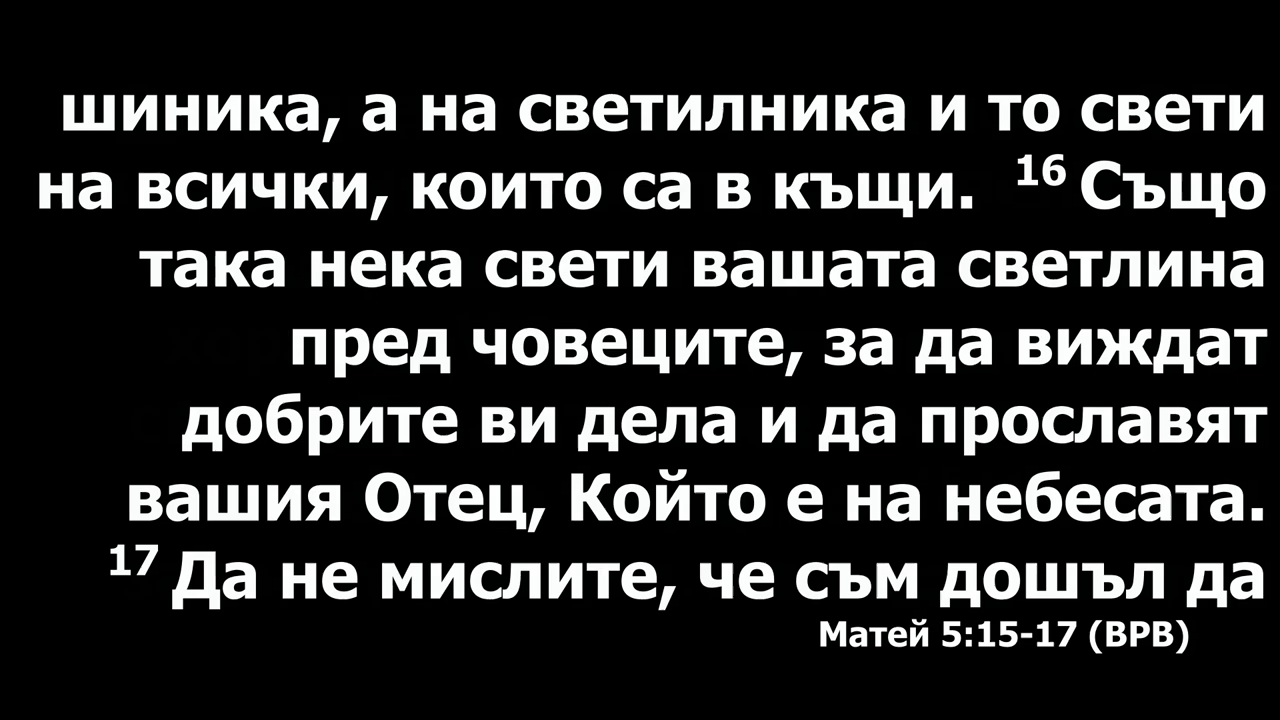 шиника, а на светилника и то свети
на всички, които са в къщи. 16 Също
така нека свети вашата светлина
пред човеците, за да виждат
добрите ви дела и да прославят
вашия Отец, Който е на небесата.
17 Да не мислите, че съм дошъл да
Матей 5:15-17 (ВРВ)